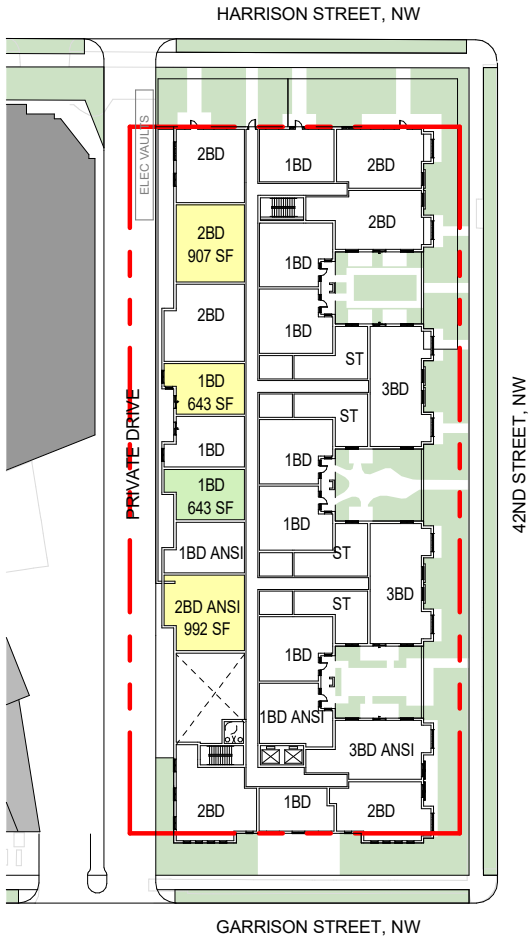 HARRISON STREET, NW
ELEC VAULTS
2BD
1BD
2BD
2BD
2BD
907 SF
1BD
2BD
1BD
ST
3BD
1BD
643 SF
ST
1BD
1BD
1BD
643 SF
1BD
1BD ANSI
ST
2BD ANSI
992 SF
ST
3BD
1BD
1BD ANSI
3BD ANSI
2BD
1BD
2BD
PRIVATE DRIVE
42ND STREET, NW
GARRISON STREET, NW